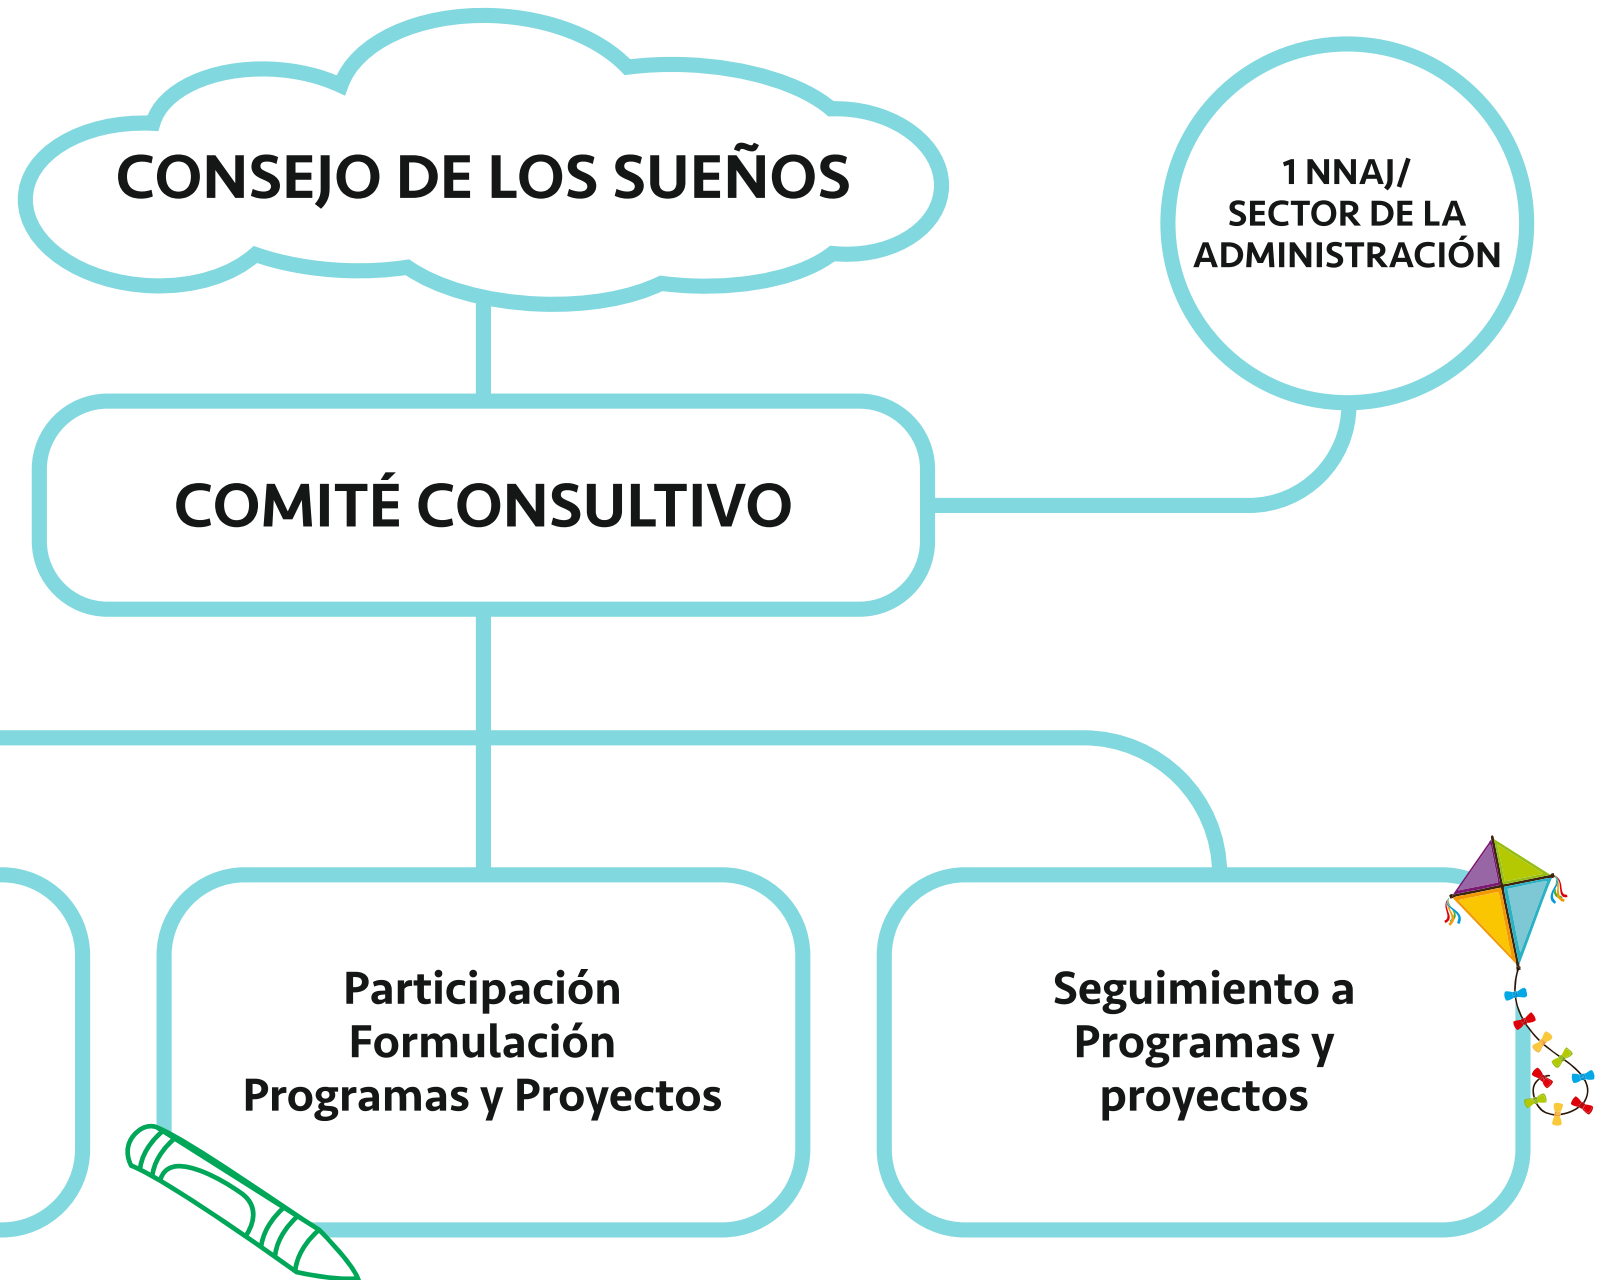 CONSEJO DE LOS SUEÑOS
1 NNAJ/
SECTOR DE LA
ADMINISTRACIÓN
COMITÉ CONSULTIVO
Participación
Formulación
Programas y Proyectos
Seguimiento a
Programas y
proyectos